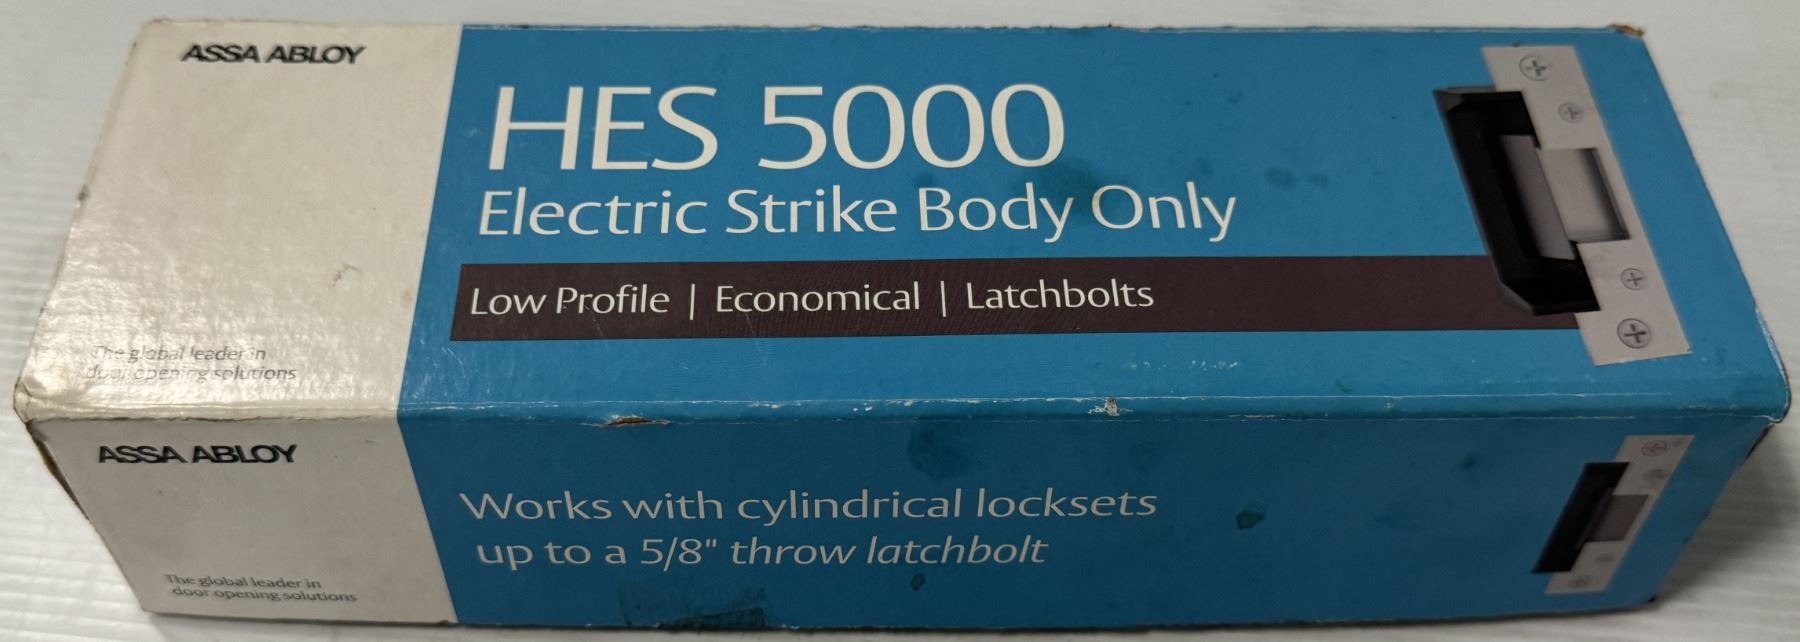 ASSA ABLOY
HES 5000
Electric Strike Body Only
Low Profile | Economical | Latchbolts
The global leader in
door opening solutions
ASSA ABLOY
Works with cylindrical locksets
up to a 5/8" throw latchbolt
The global leader in
door opening solutions